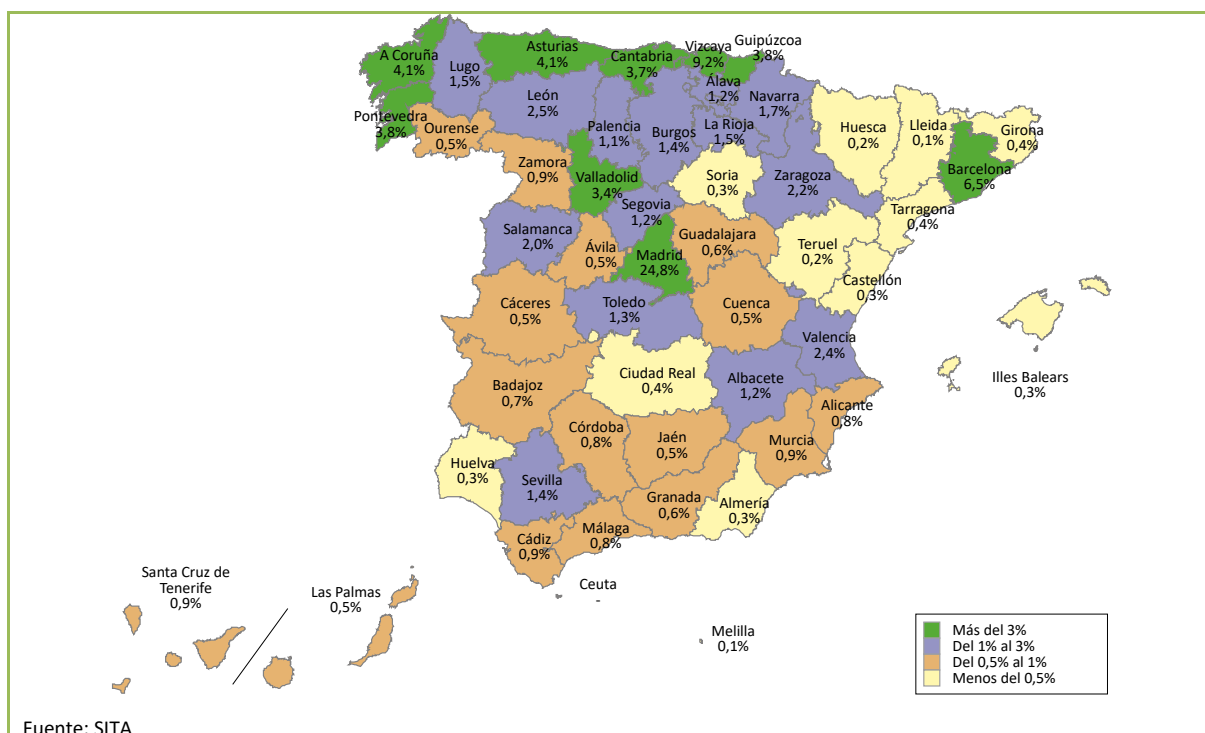 A Coruña
4,1%
Lugo
1,5%
Asturias
4,1%
Cantabria
3,7%
Vizcaya
9,2%
Guipúzcoa
3,8%
Álava
1,2%
Navarra
1,7%
Pontevedra
3,8%
Ourense
0,5%
León
2,5%
Palencia
1,1%
Burgos
1,4%
La Rioja
1,5%
Huesca
0,2%
Lleida
0,1%
Girona
0,4%
Barcelona
6,5%
Zamora
0,9%
Valladolid
3,4%
Soria
0,3%
Zaragoza
2,2%
Tarragona
0,4%
Salamanca
2,0%
Ávila
0,5%
Segovia
1,2%
Madrid
24,8%
Guadalajara
0,6%
Teruel
0,2%
Castellón
0,3%
Cáceres
0,5%
Toledo
1,3%
Cuenca
0,5%
Valencia
2,4%
Illes Balears
0,3%
Badajoz
0,7%
Ciudad Real
0,4%
Albacete
1,2%
Alicante
0,8%
Córdoba
0,8%
Jaén
0,5%
Murcia
0,9%
Huelva
0,3%
Sevilla
1,4%
Granada
0,6%
Almería
0,3%
Cádiz
0,9%
Málaga
0,8%
Santa Cruz de
Tenerife
0,9%
Las Palmas
0,5%
Ceuta
Melilla
0,1%
Más del 3%
Del 1% al 3%
Del 0,5% al 1%
Menos del 0,5%
Fuente: SITA